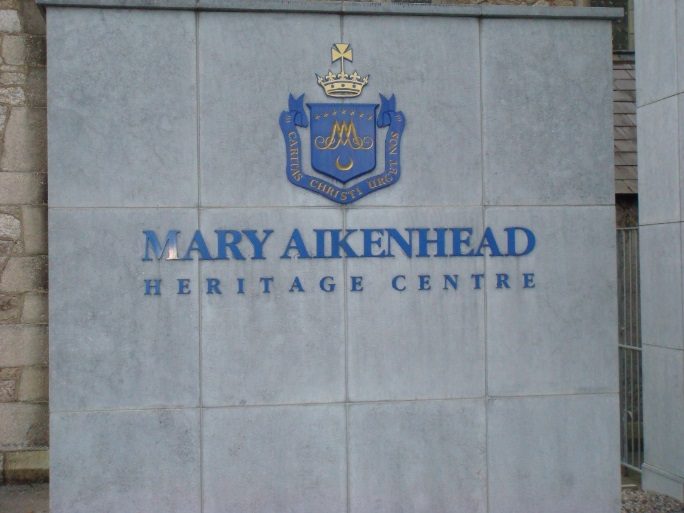 CARITAS CHRISTI URGET NOS
MARY AIKENHEAD
HERITAGE CENTRE